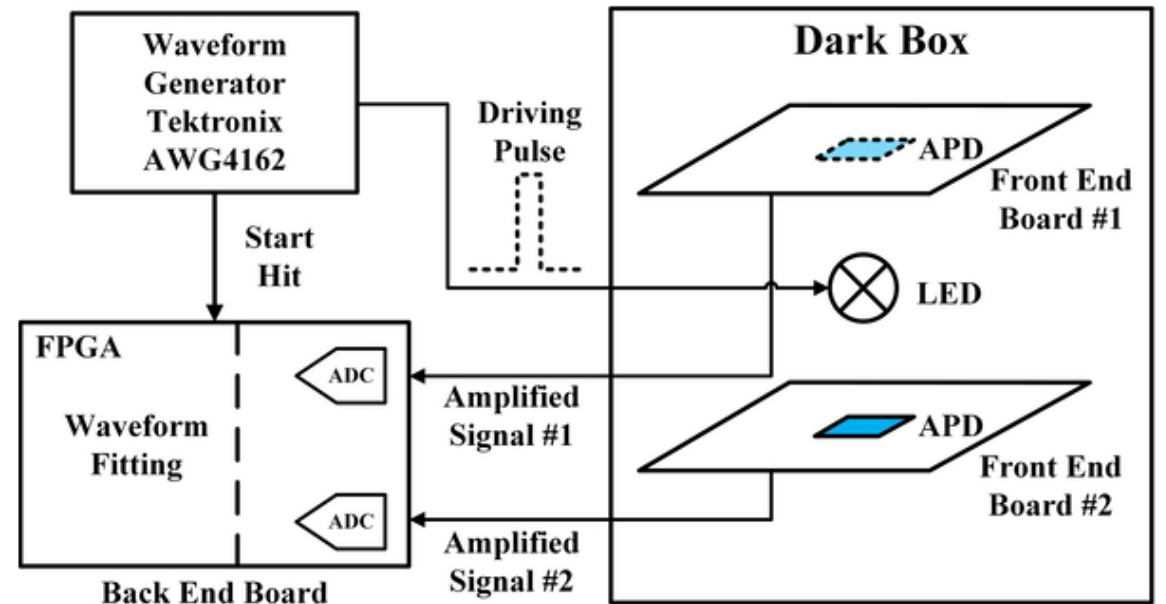 Waveform
Generator
Tektronix
AWG4162
Start
Hit
Driving
Pulse
Dark Box
APD
Front End
Board #1
LED
APD
Front End
Board #2
FPGA
Waveform
Fitting
ADC
ADC
Amplified
Signal #1
Amplified
Signal #2
Back End Board